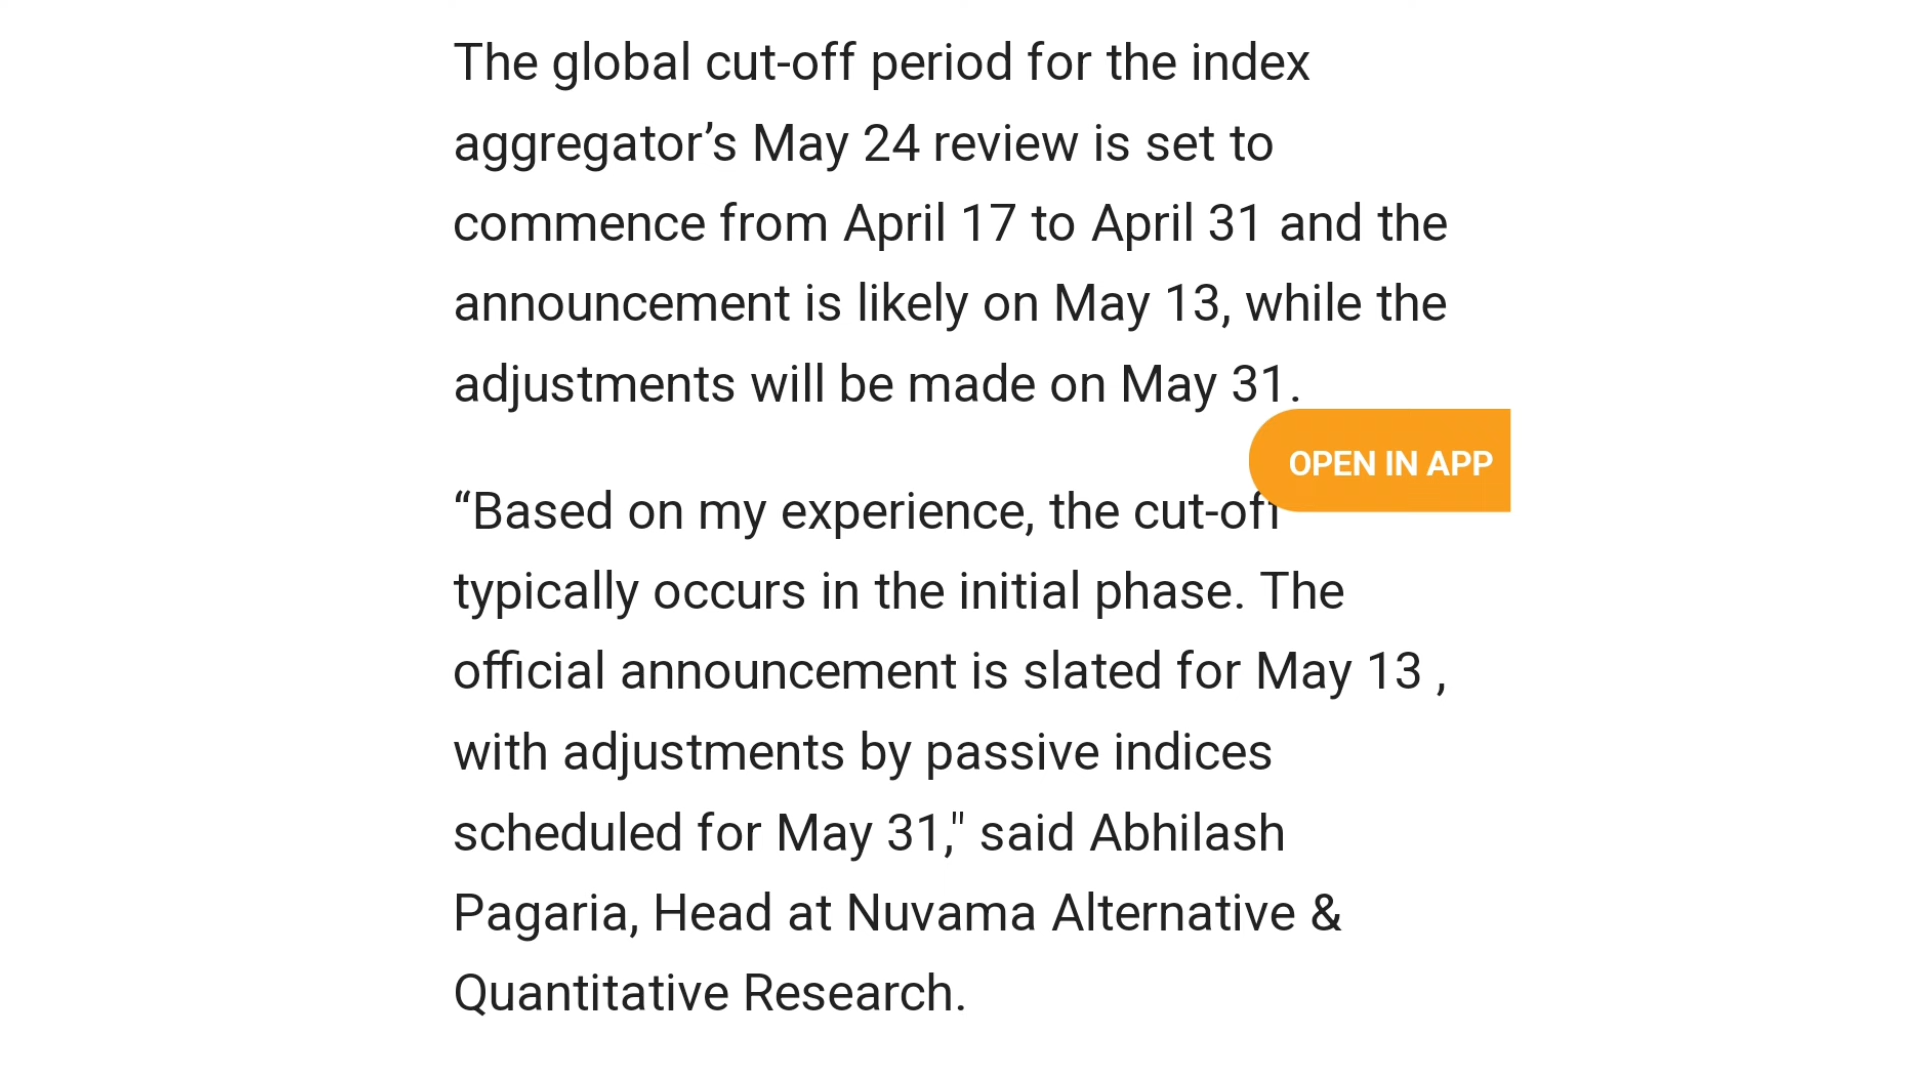 The global cut-off period for the index
aggregator’s May 24 review is set to
commence from April 17 to April 31 and the
announcement is likely on May 13, while the
adjustments will be made on May 31.
OPEN IN APP
“Based on my experience, the cut-off
typically occurs in the initial phase. The
official announcement is slated for May 13 ,
with adjustments by passive indices
scheduled for May 31," said Abhilash
Pagaria, Head at Nuvama Alternative &
Quantitative Research.